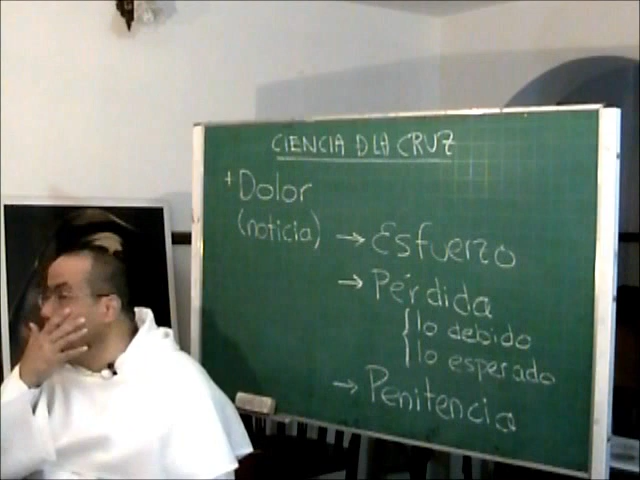 CIENCIA D LA CRUZ
+ Dolor
(noticia) → Esfuerzo
→ Pérdida
{ lo debido
lo esperado
→ Penitencia